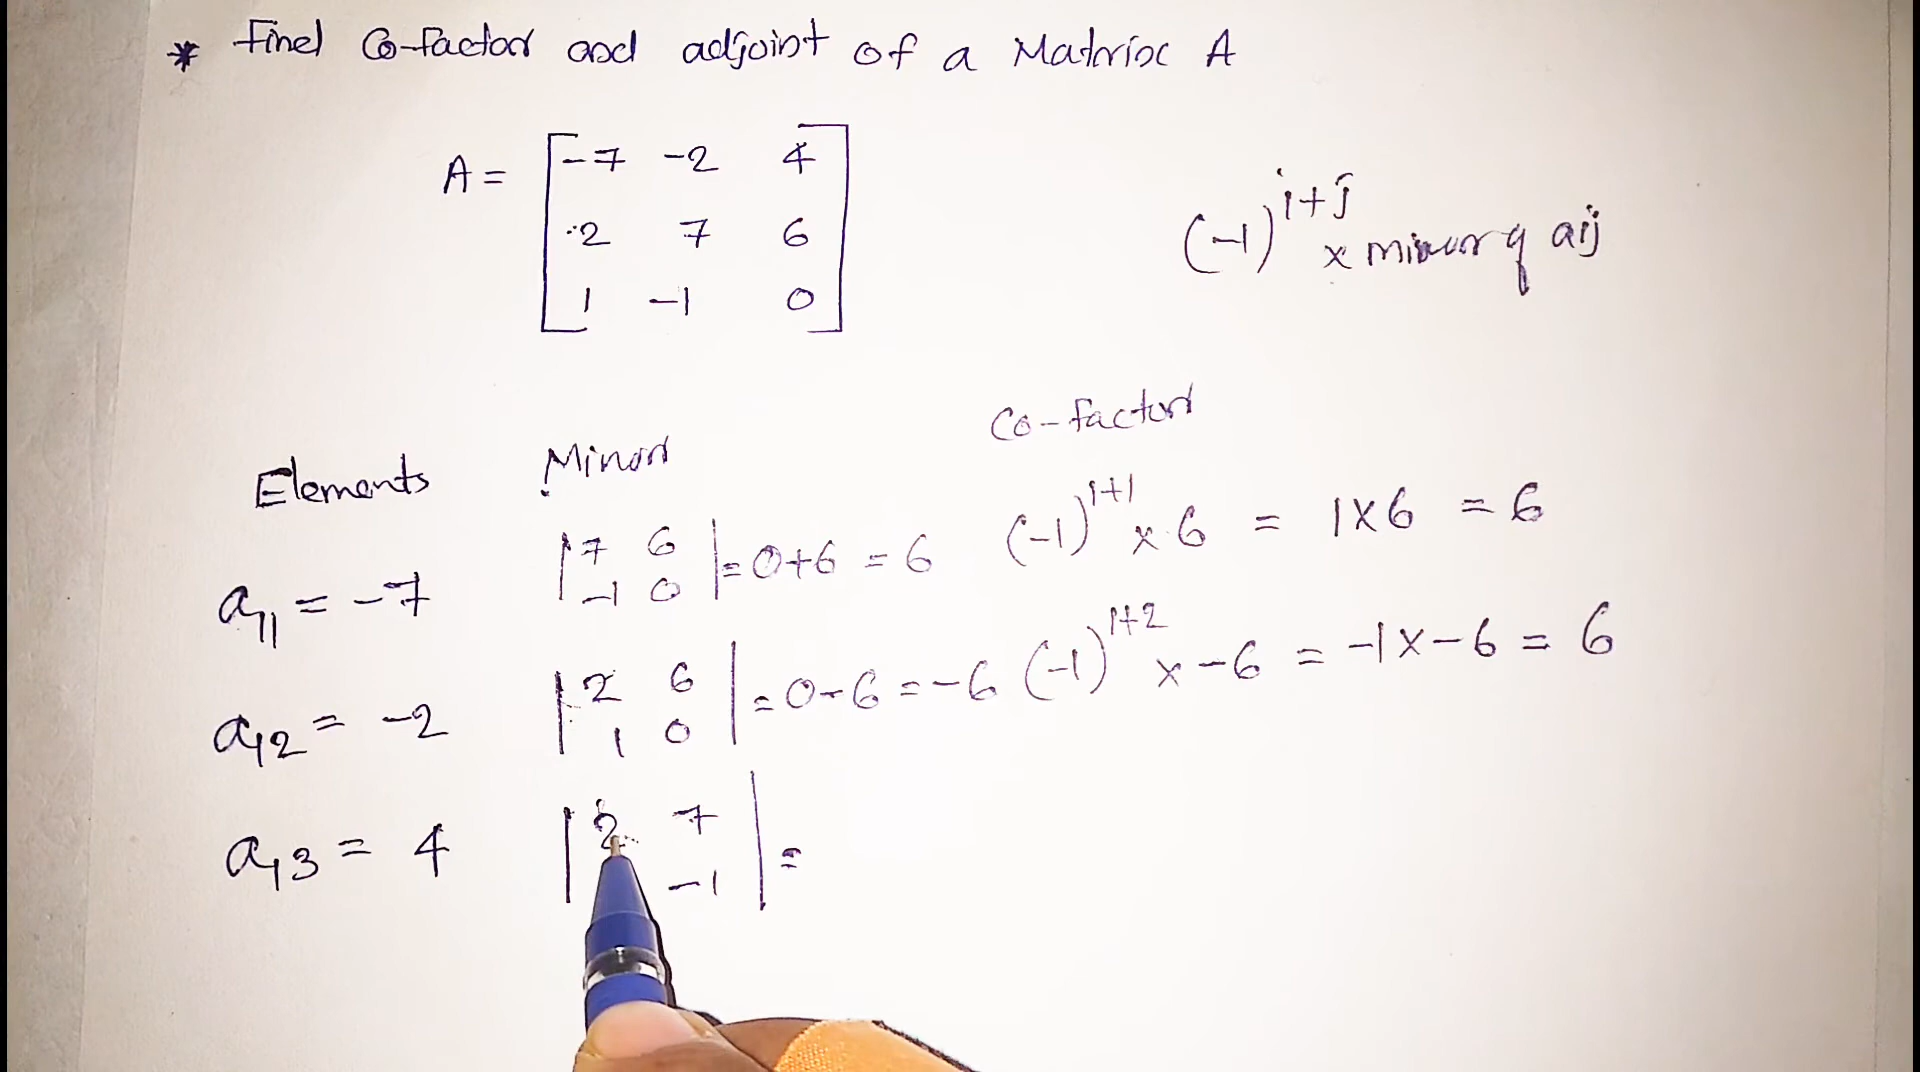 * Find Co-factor and adjoint of a Matrix A
A = [ -7 -2 4
2 7 6
1 -1 0 ]
(-1)^{i+j} x minor of aij
Elements Minor Co-factor
a11 = -7 | 7 6 -1 0 | = 0+6 = 6 (-1)^{1+1} x 6 = 1x6 = 6
a12 = -2 | 2 6 1 0 | = 0-6 = -6 (-1)^{1+2} x -6 = -1x-6 = 6
a13 = 4 | 2 7 -1 | =